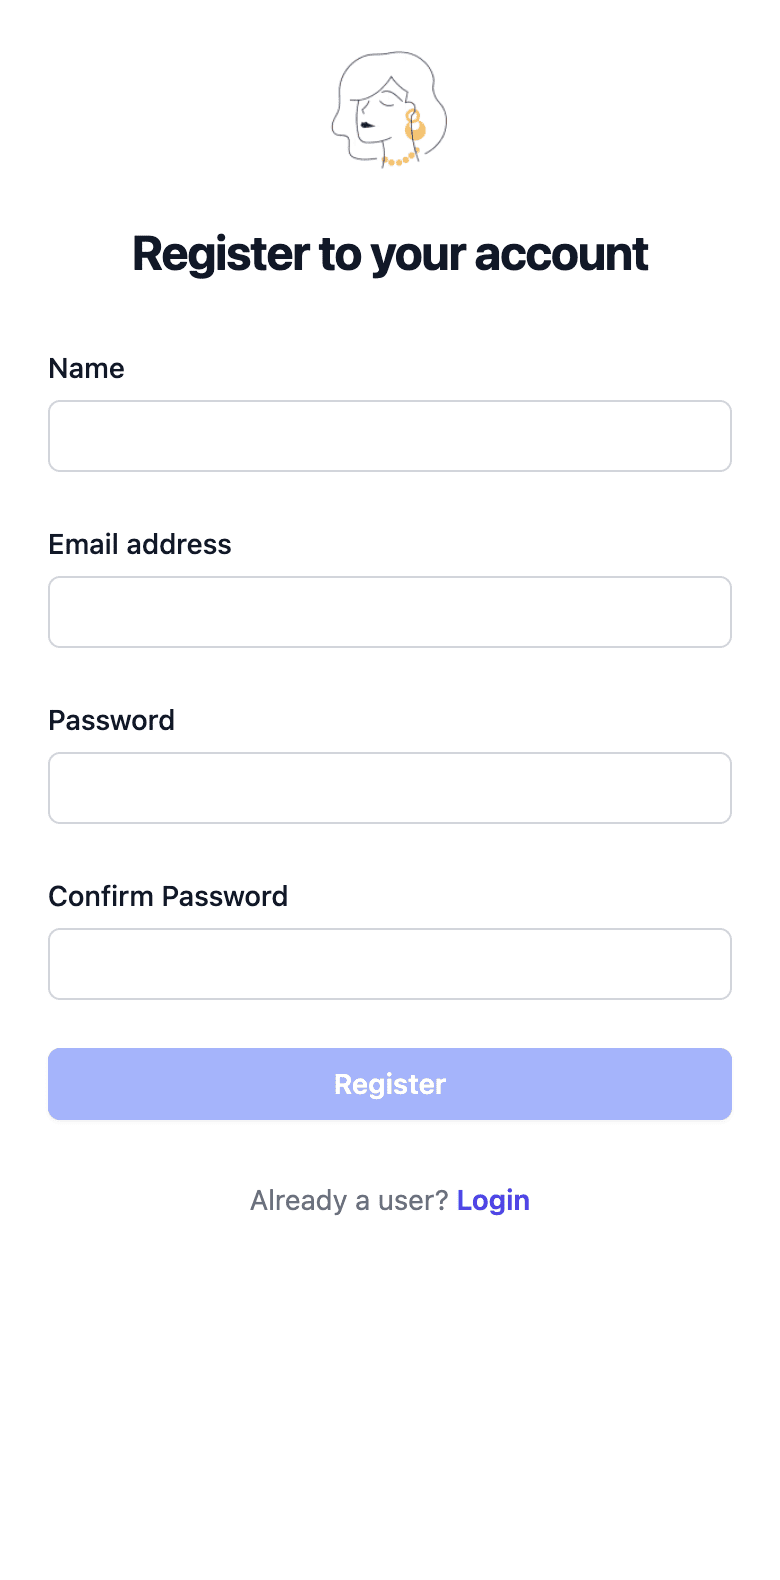 Register to your account
Name
Email address
Password
Confirm Password
Register
Already a user? Login